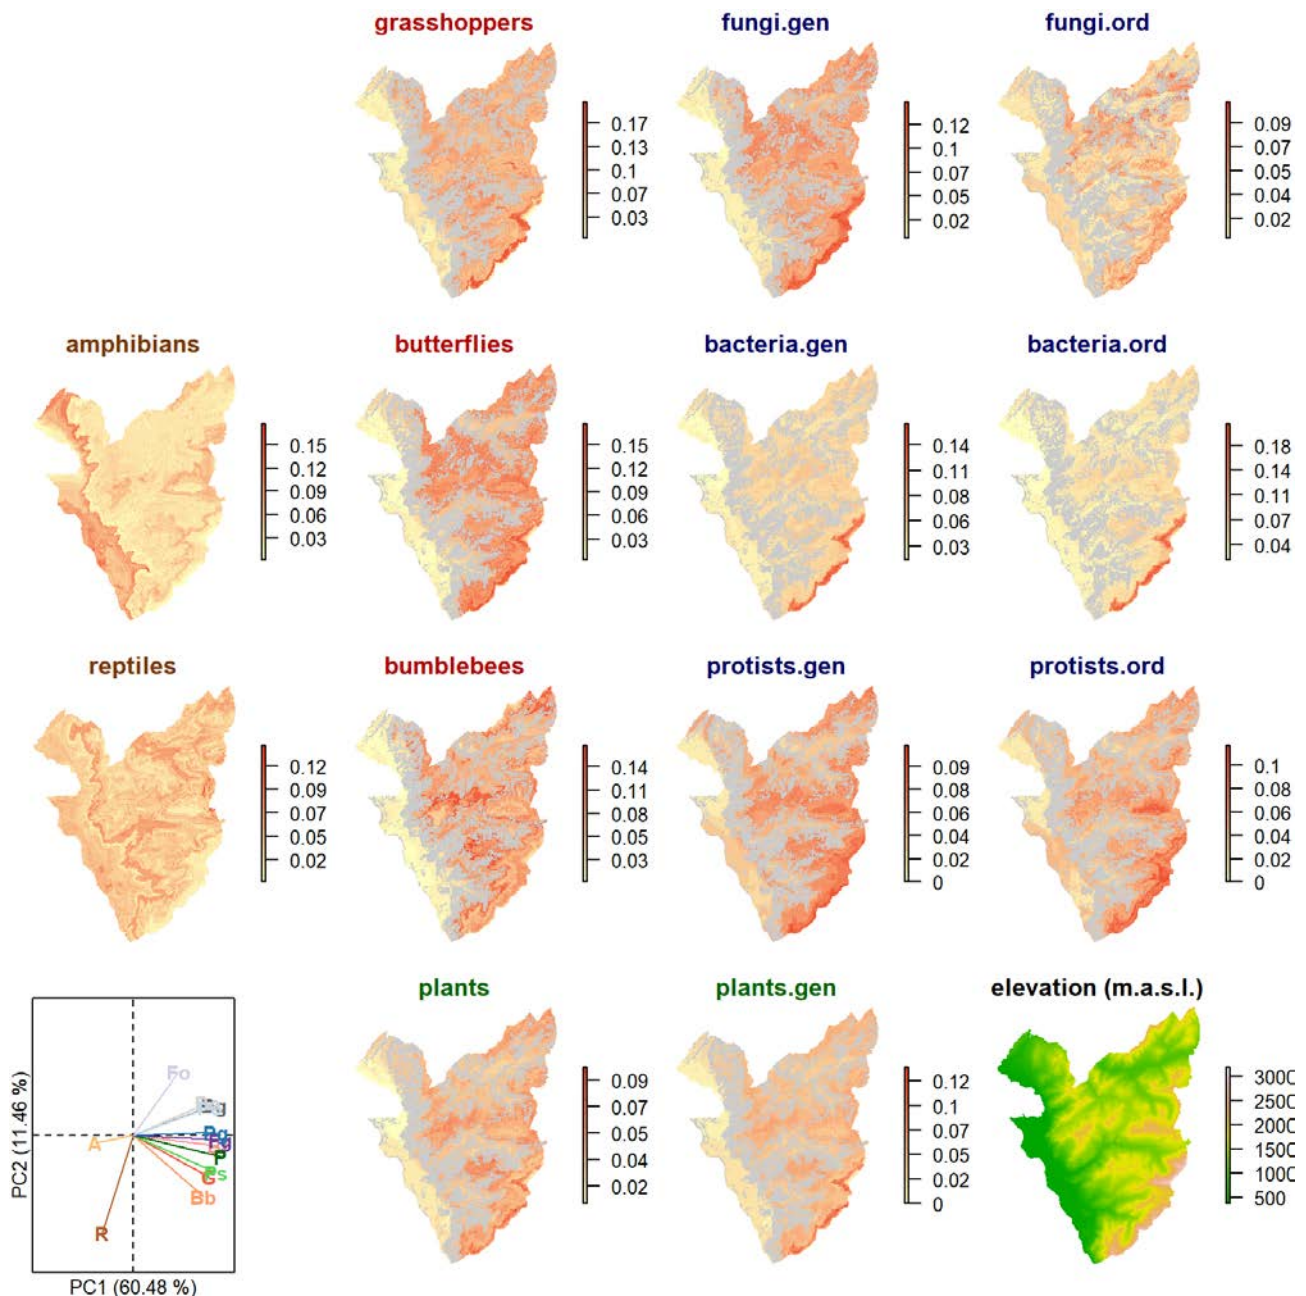 grasshoppers fungi.gen fungi.ord
0.17 0.13 0.1 0.07 0.03
0.12 0.1 0.07 0.05 0.02
0.09 0.07 0.05 0.04 0.02
amphibians butterflies bacteria.gen bacteria.ord
0.15 0.12 0.09 0.06 0.03
0.15 0.12 0.09 0.06 0.03
0.14 0.11 0.08 0.06 0.03
0.18 0.14 0.11 0.07 0.04
reptiles bumblebees protists.gen protists.ord
0.12 0.09 0.07 0.05 0.02
0.14 0.11 0.08 0.05 0.03
0.09 0.08 0.06 0.04 0.02 0
0.1 0.08 0.06 0.04 0.02 0
plants plants.gen elevation (m.a.s.l.)
0.09 0.07 0.05 0.04 0.02
0.12 0.1 0.07 0.05 0.02 0
500
PC2 (11.46 %)
Fo
A
P
G
Bb
R
PC1 (60.48 %)